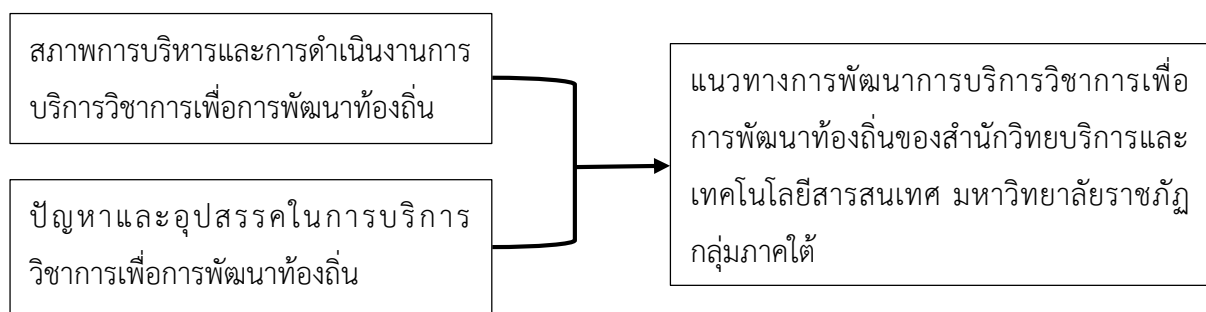 สภาพการบริหารและการดำเนินงานการ
บริการวิชาการเพื่อการพัฒนาท้องถิ่น
ปัญหาและอุปสรรคในการบริการ
วิชาการเพื่อการพัฒนาท้องถิ่น
แนวทางการพัฒนาการบริการวิชาการเพื่อ
การพัฒนาท้องถิ่นของสำนักวิทยบริการและ
เทคโนโลยีสารสนเทศ มหาวิทยาลัยราชภัฏ
กลุ่มภาคใต้